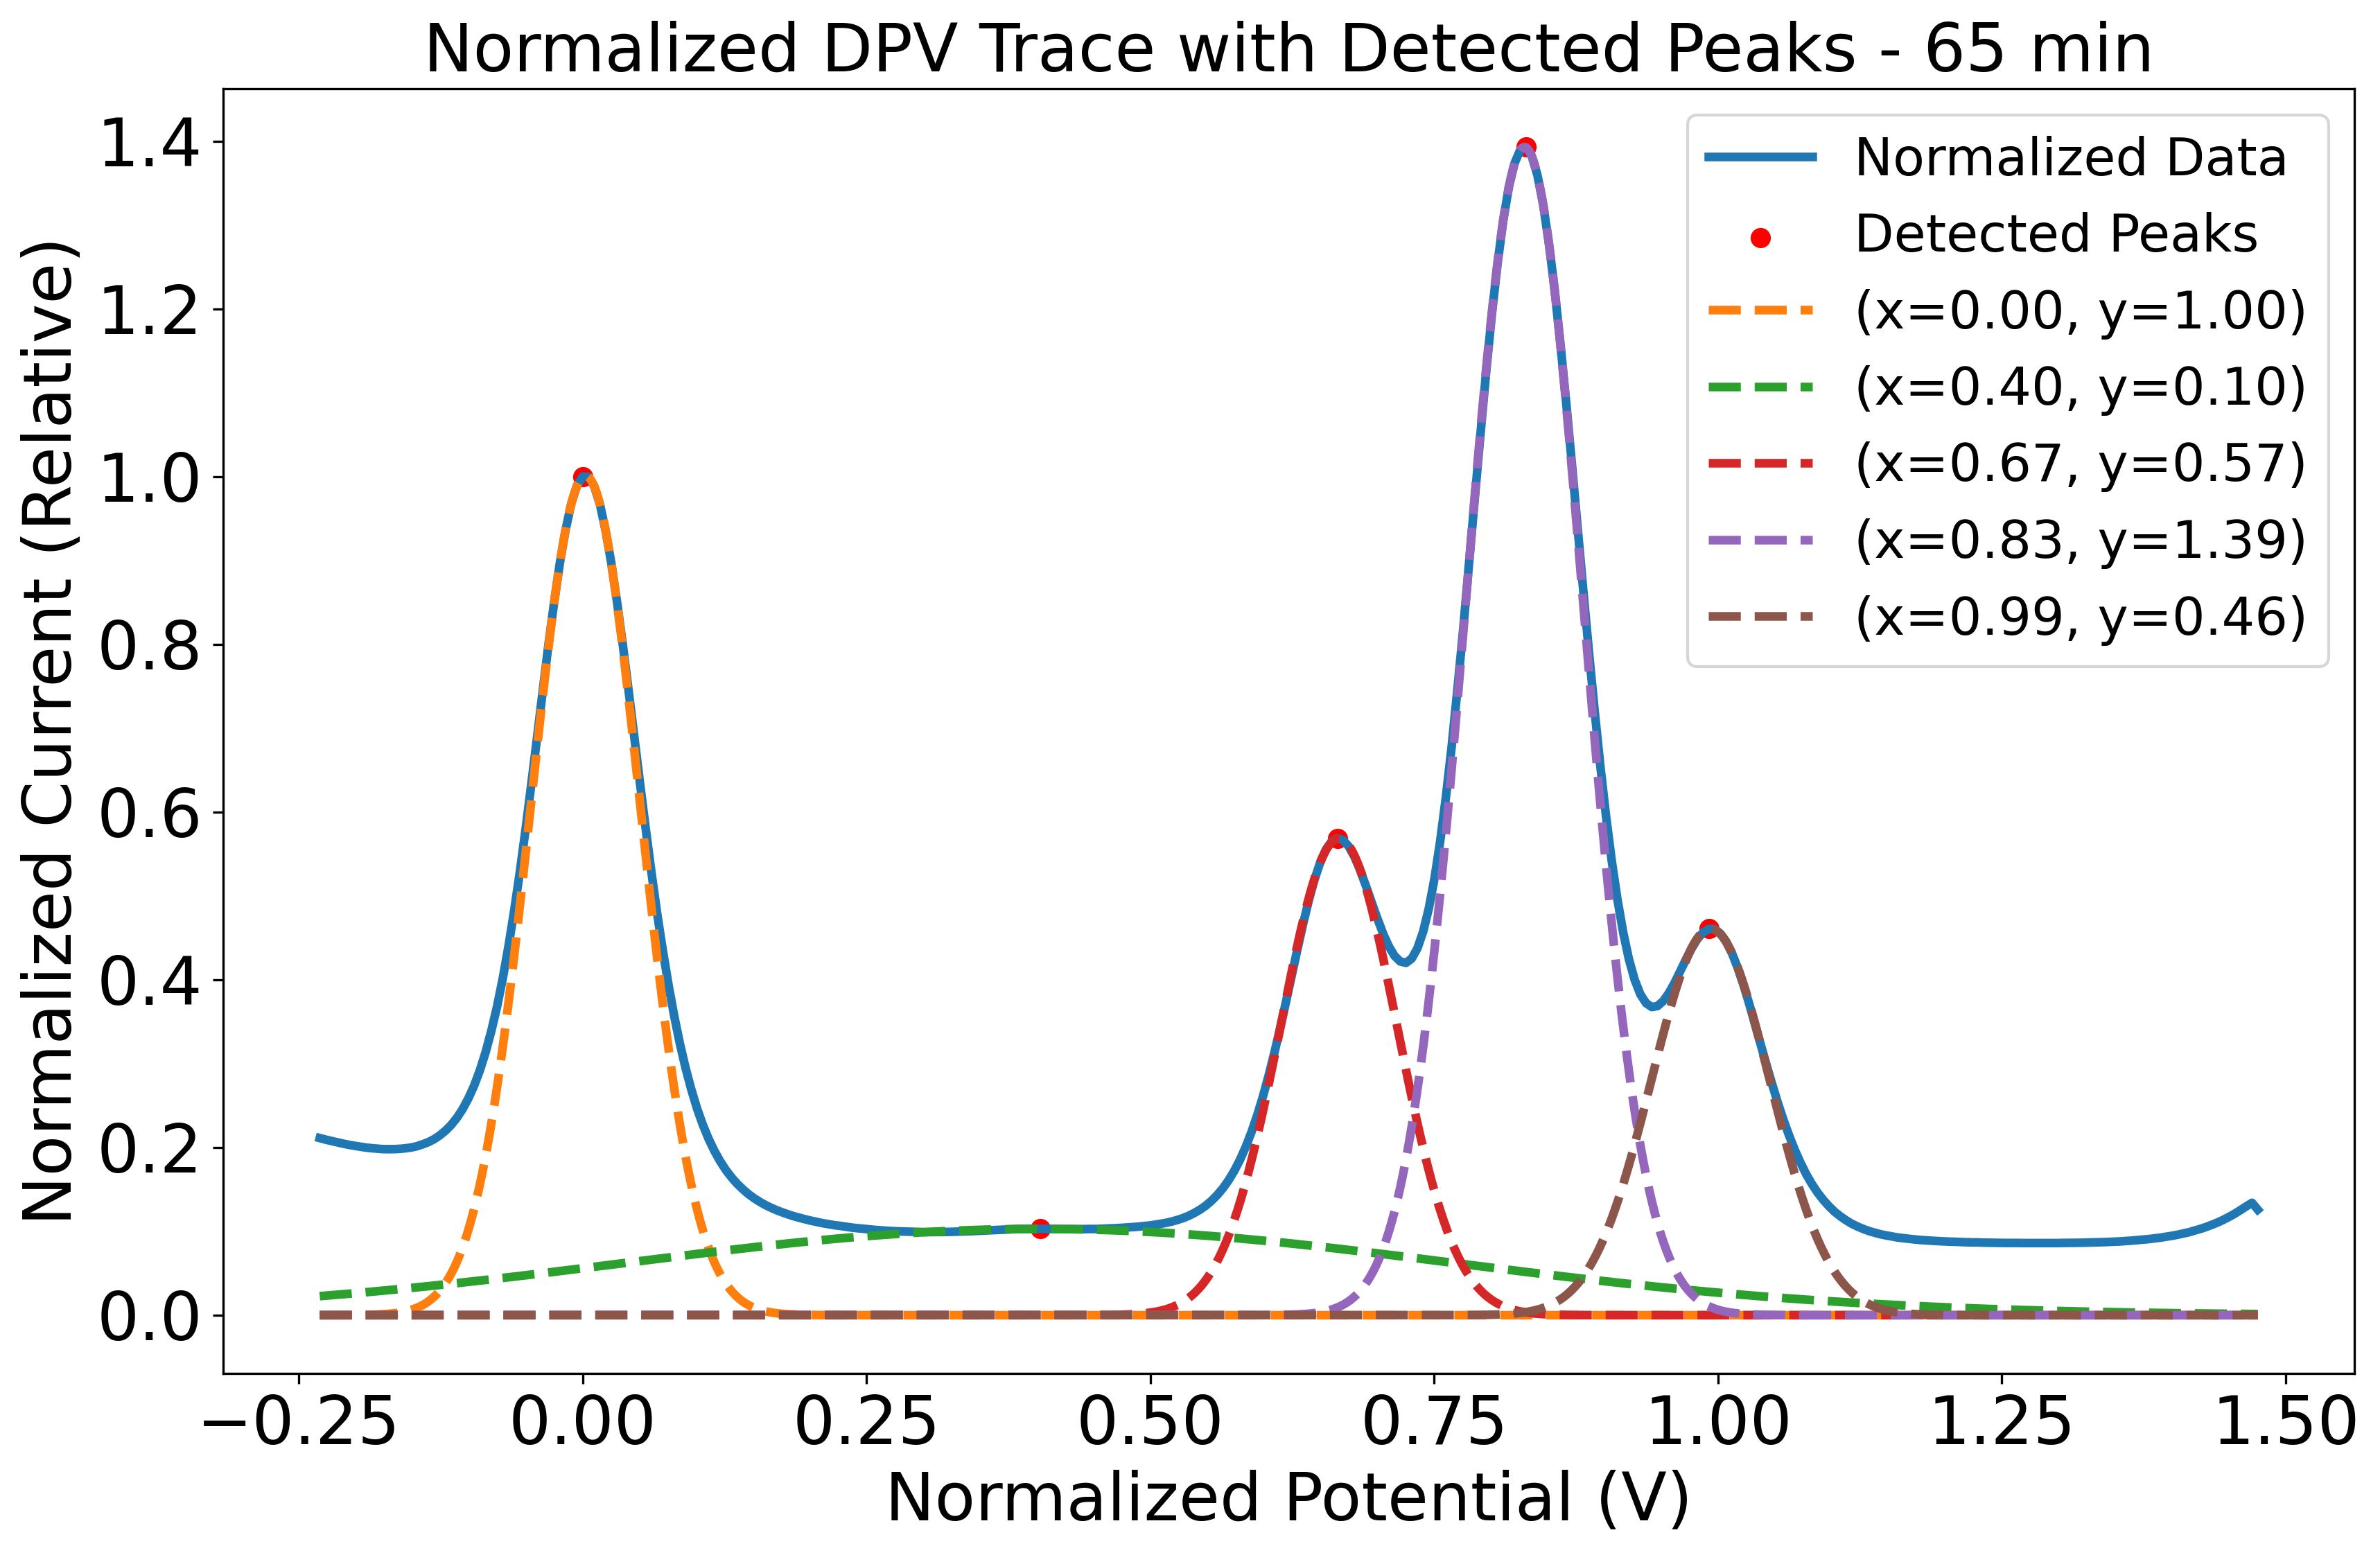 Normalized DPV Trace with Detected Peaks - 65 min
Normalized Current (Relative)
1.4
1.2
1.0
0.8
0.6
0.4
0.2
0.0
Normalized Data
Detected Peaks
(x=0.00, y=1.00)
(x=0.40, y=0.10)
(x=0.67, y=0.57)
(x=0.83, y=1.39)
(x=0.99, y=0.46)
−0.25 0.00 0.25 0.50 0.75 1.00 1.25 1.50
Normalized Potential (V)